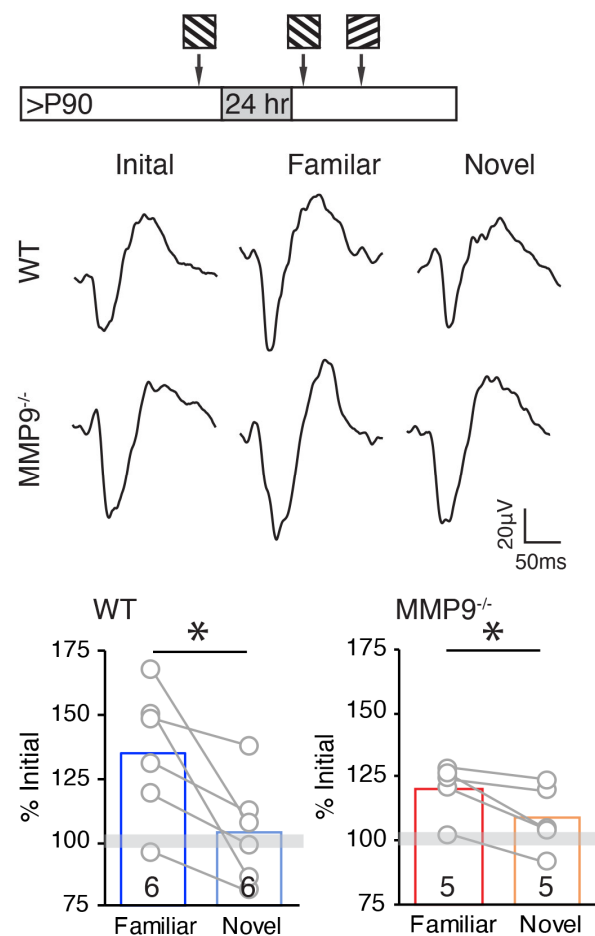 >P90 24 hr
Inital Familar Novel
WT
MMP9-/-
20µV
50ms
WT
*
175
150
125
100
75
% Initial
6 6
Familiar Novel
MMP9-/-
*
175
150
125
100
75
% Initial
5 5
Familiar Novel